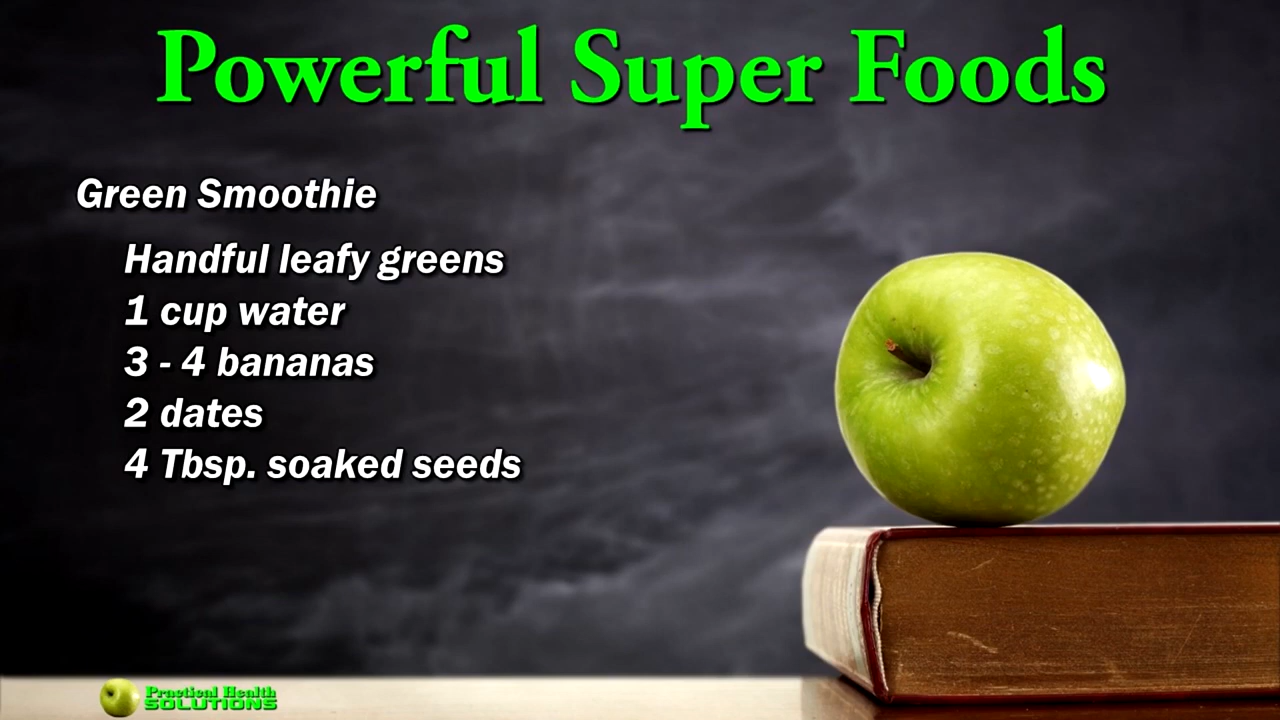 Powerful Super Foods
Green Smoothie
Handful leafy greens
1 cup water
3 - 4 bananas
2 dates
4 Tbsp. soaked seeds
Practical Health
SOLUTIONS